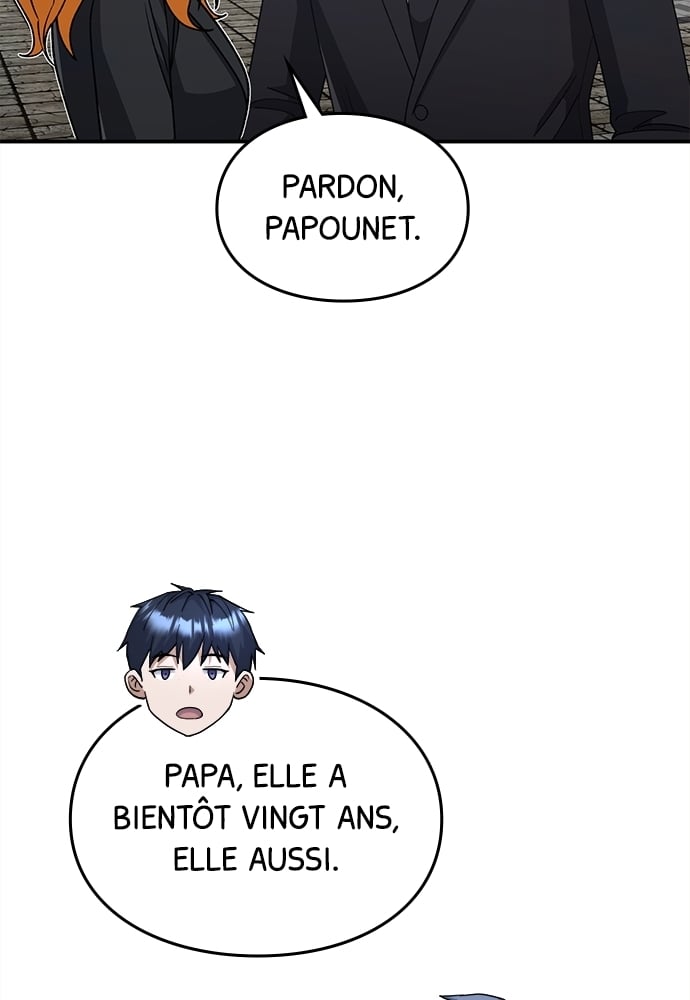 PARDON,
PAPOUNET.
PAPA, ELLE A
BIENTÔT VINGT ANS,
ELLE AUSSI.